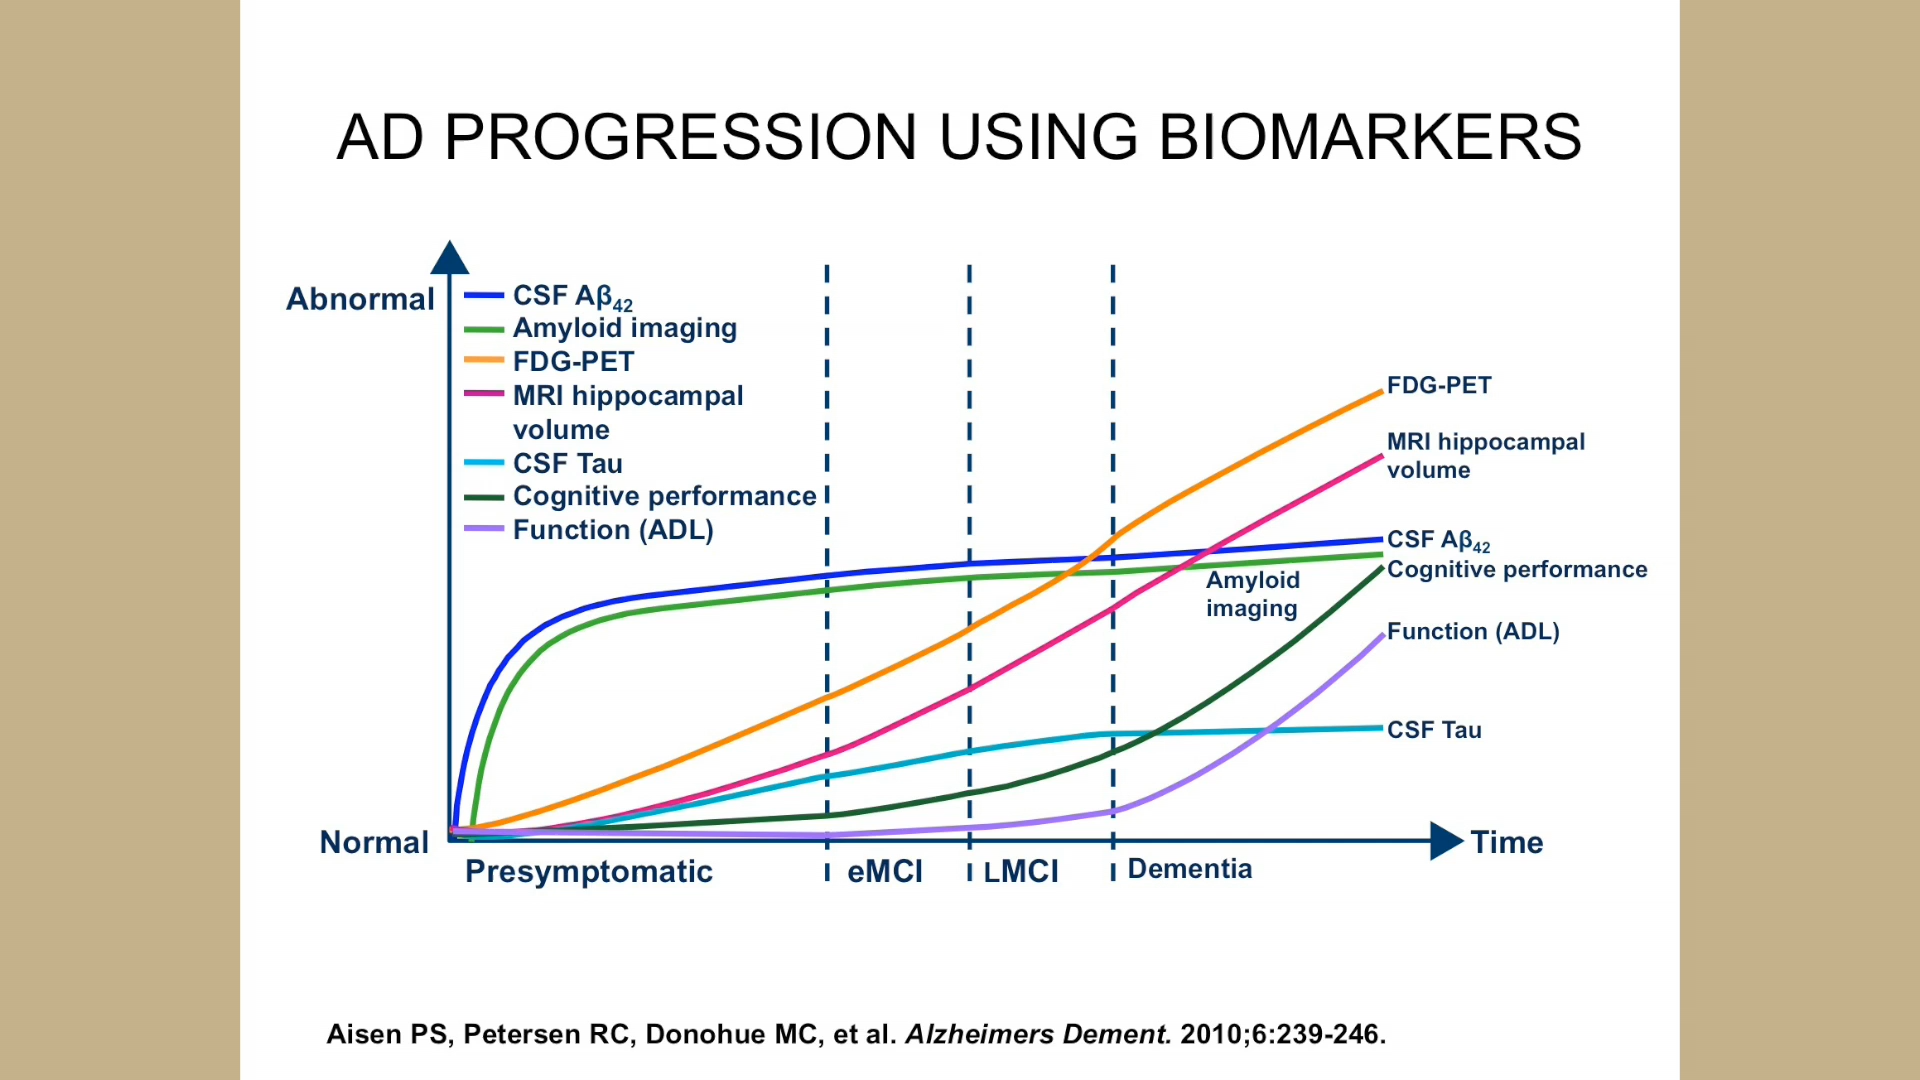 AD PROGRESSION USING BIOMARKERS
Abnormal
CSF Aβ42
Amyloid imaging
FDG-PET
MRI hippocampal
volume
CSF Tau
Cognitive performance
Function (ADL)
FDG-PET
MRI hippocampal
volume
CSF Aβ42
Cognitive performance
Amyloid
imaging
Function (ADL)
CSF Tau
Normal
Time
Presymptomatic
eMCI
LMCI
Dementia
Aisen PS, Petersen RC, Donohue MC, et al. Alzheimers Dement. 2010;6:239-246.